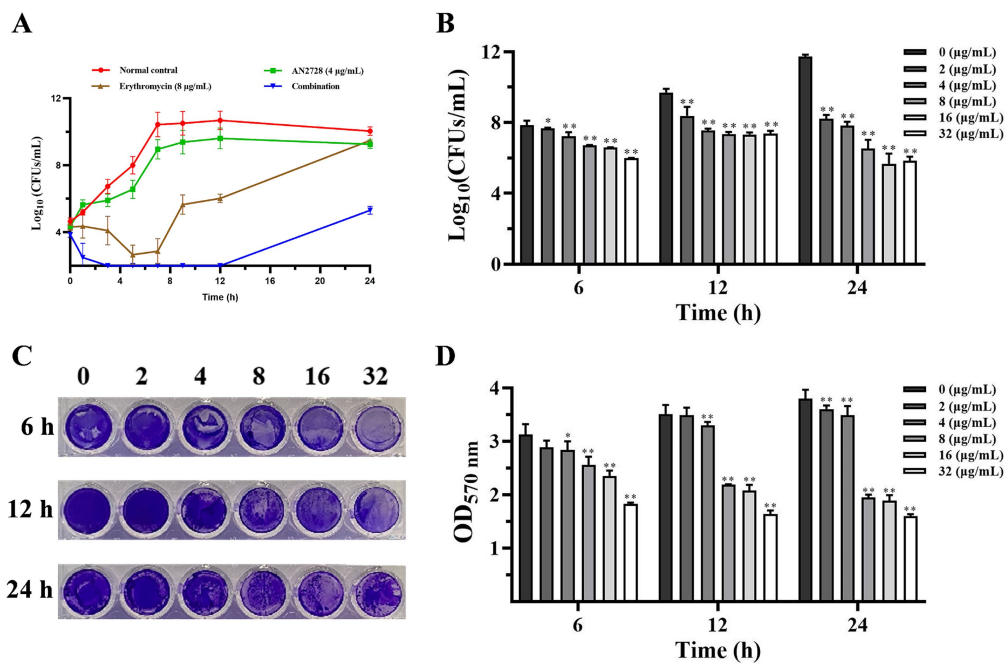 A
Normal contral
AN2728 (4 μg/mL)
Erythromycin (8 μg/mL)
Combination
Log10 (CFUs/mL)
12
8
4
0 4 8 12 16 20 24
Time (h)
B
Log10(CFUs/mL)
12
8
4
0
* ** ** ** **
** ** ** ** **
** ** ** ** **
6 12 24
Time (h)
0 (μg/mL)
2 (μg/mL)
4 (μg/mL)
8 (μg/mL)
16 (μg/mL)
32 (μg/mL)
C
0 2 4 8 16 32
6 h
12 h
24 h
D
OD570 nm
4
3
2
1
* ** ** **
** ** ** **
** ** ** ** **
6 12 24
Time (h)
0 (μg/mL)
2 (μg/mL)
4 (μg/mL)
8 (μg/mL)
16 (μg/mL)
32 (μg/mL)